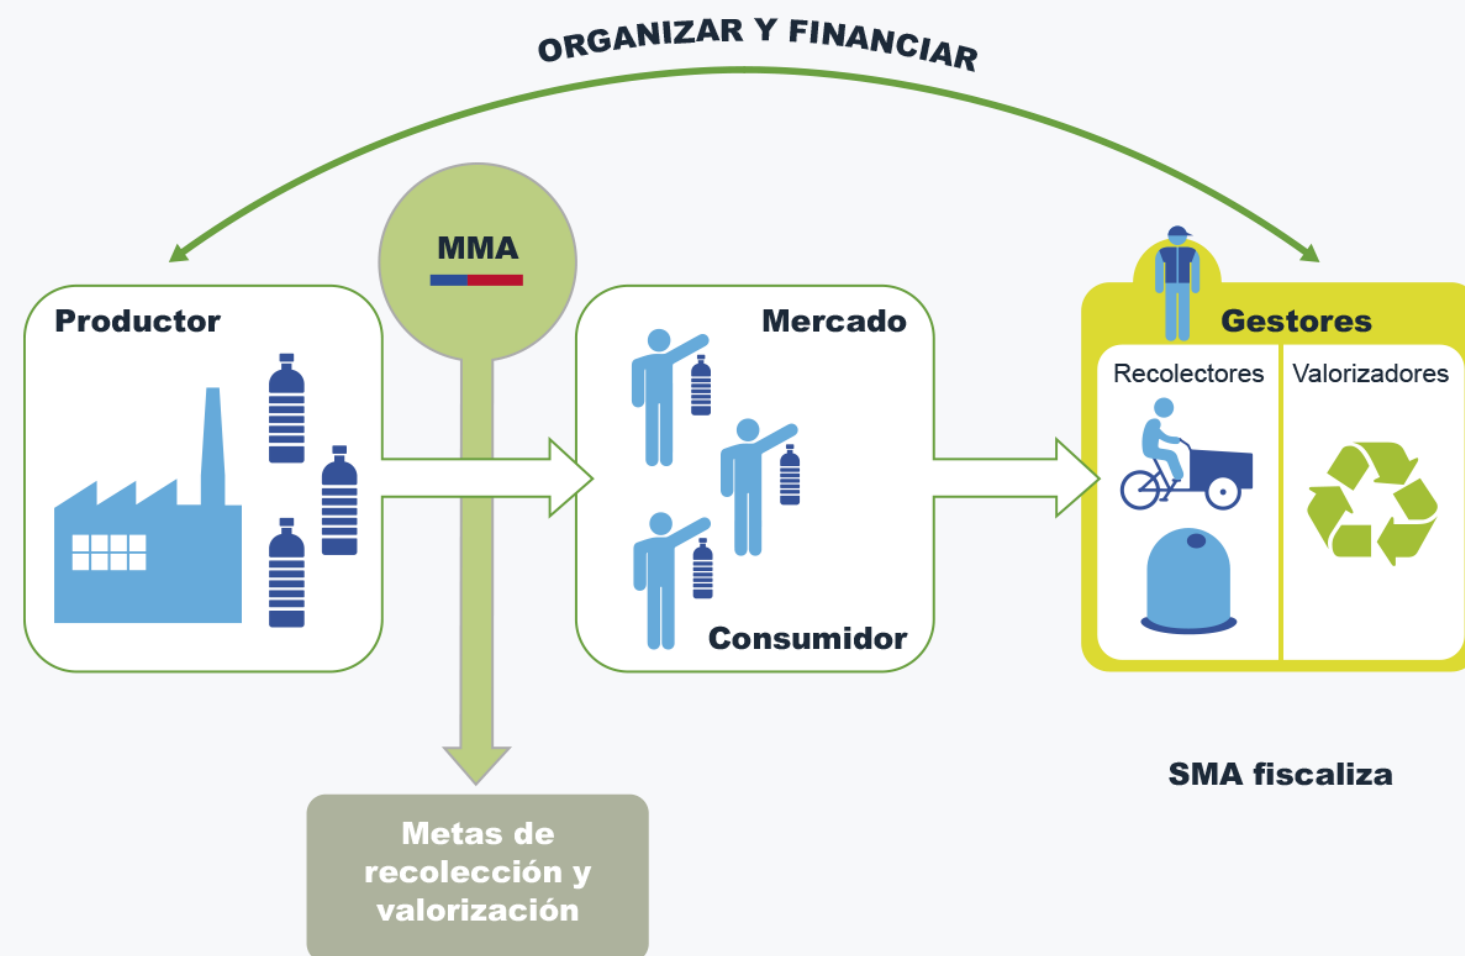 ORGANIZAR Y FINANCIAR
MMA
Productor
Mercado
Consumidor
Gestores
Recolectores
Valorizadores
SMA fiscaliza
Metas de
recolección y
valorización